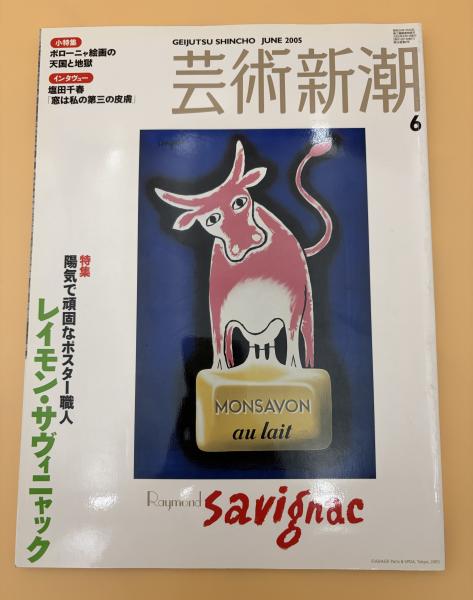 小特集
ボローニャ絵画の
天国と地獄
インタヴュー
塩田千春
「窓は私の第三の皮膚」
GEIJUTSU SHINCHO JUNE 2005
芸術新潮
6
特集
陽気で頑固なポスター職人
レイモン・サヴィニャック
MONSAVON
au lait
Raymond Savignac